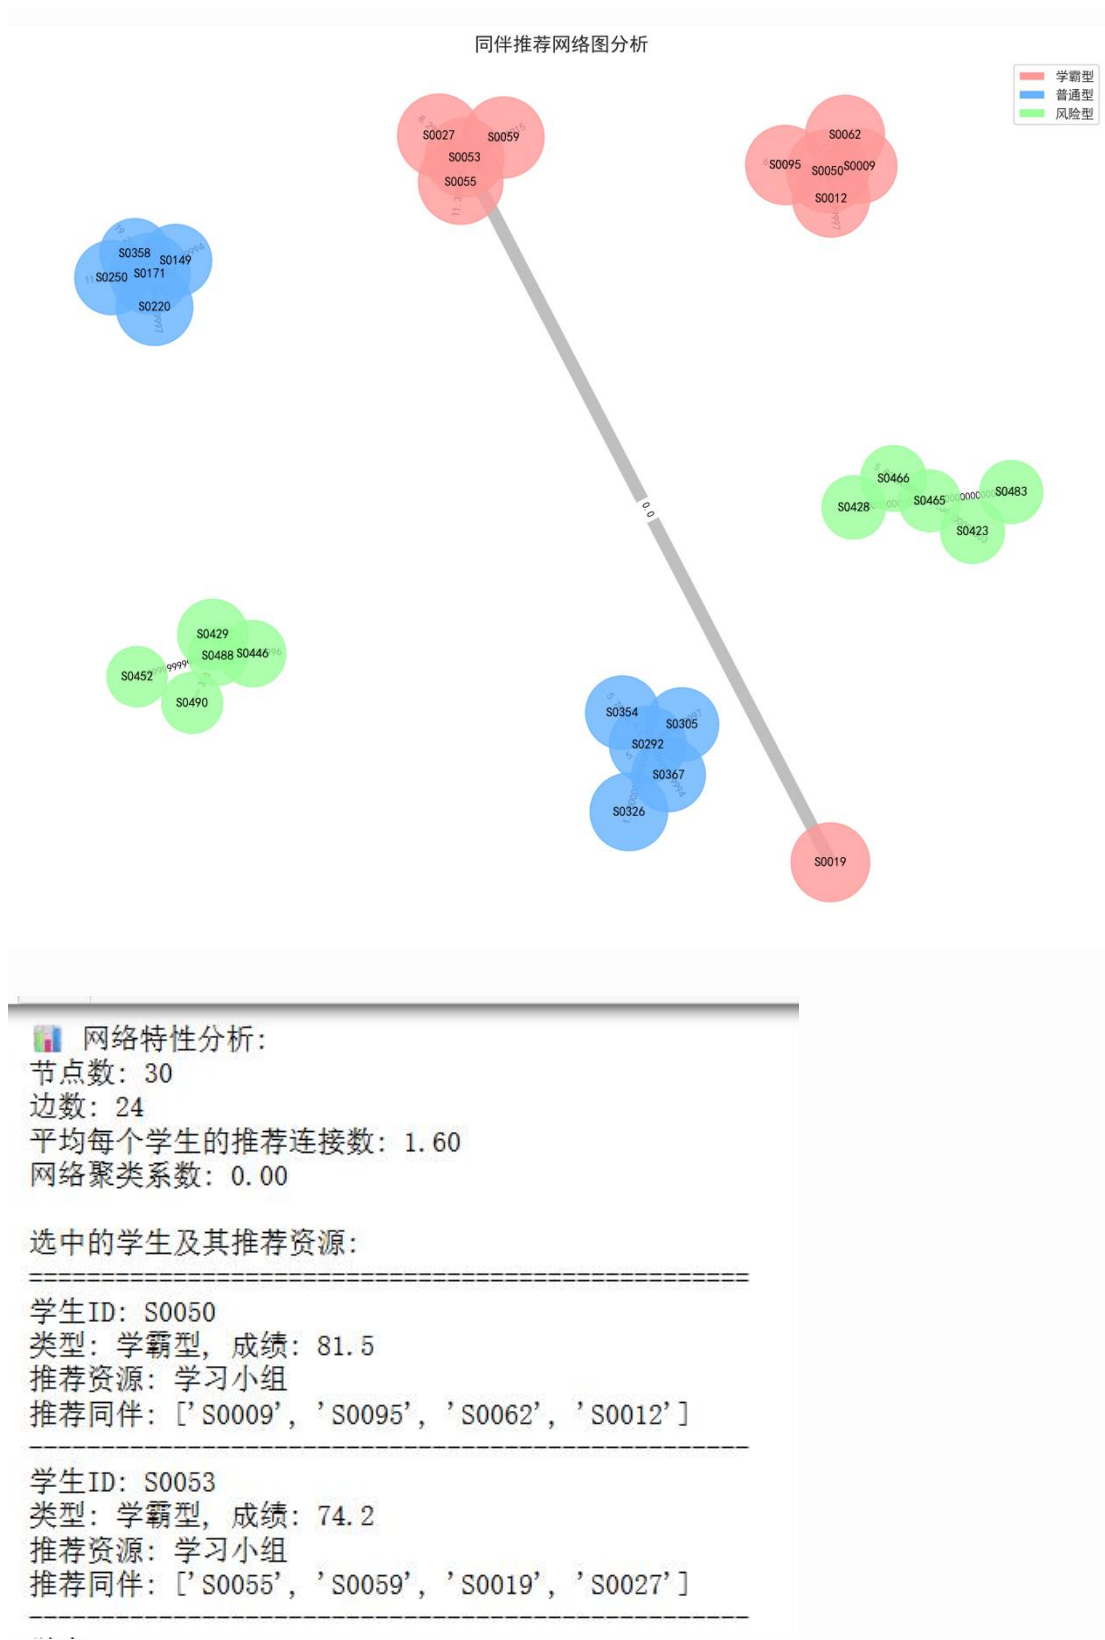 同伴推荐网络图分析
学霸型
普通型
风险型
S0027
S0059
S0053
S0055
S0062
S0095
S0050
S0009
S0012
S0358
S0149
S0250
S0171
S0220
S0466
S0483
S0465
S0428
S0423
0.0
S0429
S0488
S0446
S0452
S0490
S0354
S0305
S0292
S0367
S0326
S0019
网络特性分析:
节点数: 30
边数: 24
平均每个学生的推荐连接数: 1.60
网络聚类系数: 0.00
选中的学生及其推荐资源:
==================================================
学生ID: S0050
类型: 学霸型, 成绩: 81.5
推荐资源: 学习小组
推荐同伴: ['S0009', 'S0095', 'S0062', 'S0012']
--------------------------------------------------
学生ID: S0053
类型: 学霸型, 成绩: 74.2
推荐资源: 学习小组
推荐同伴: ['S0055', 'S0059', 'S0019', 'S0027']
--------------------------------------------------